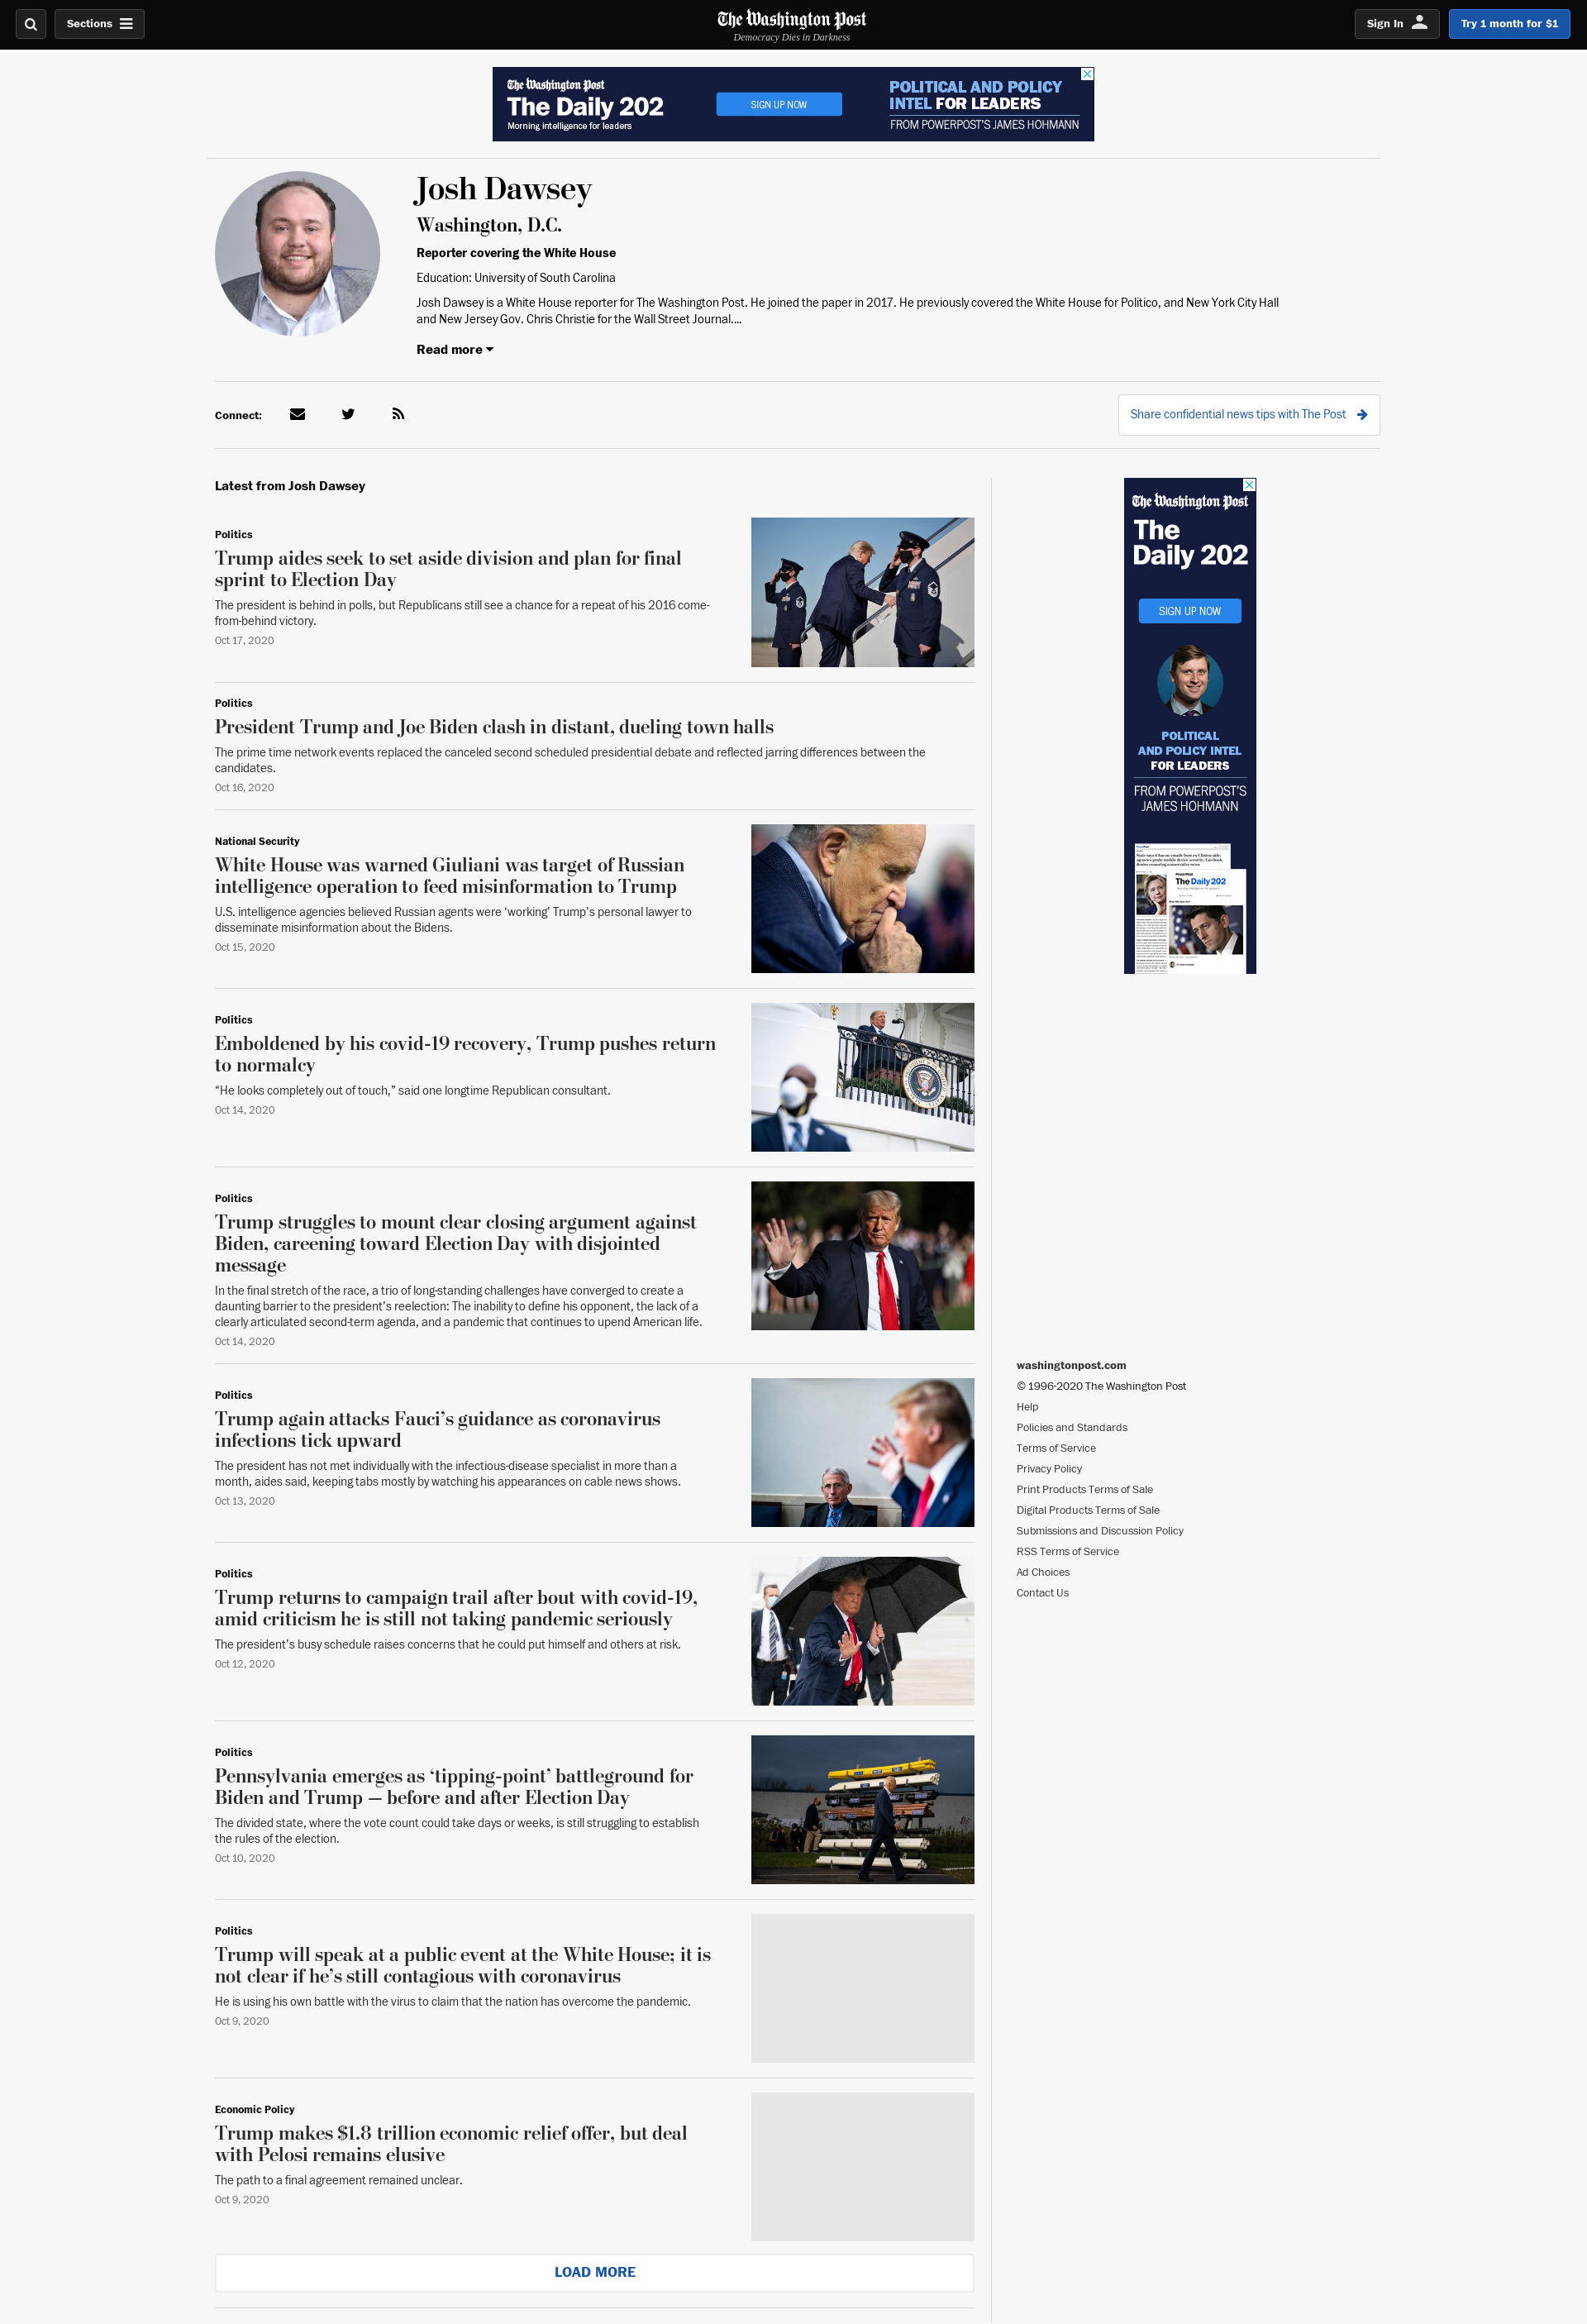 Sections
The Washington Post
Democracy Dies in Darkness
Sign In
Try 1 month for $1
The Washington Post
The Daily 202
Morning intelligence for leaders
SIGN UP NOW
POLITICAL AND POLICY
INTEL FOR LEADERS
FROM POWERPOST'S JAMES HOHMANN
Josh Dawsey
Washington, D.C.
Reporter covering the White House
Education: University of South Carolina
Josh Dawsey is a White House reporter for The Washington Post. He joined the paper in 2017. He previously covered the White House for Politico, and New York City Hall
and New Jersey Gov. Chris Christie for the Wall Street Journal....
Read more
Connect:
Share confidential news tips with The Post
Latest from Josh Dawsey
Politics
Trump aides seek to set aside division and plan for final
sprint to Election Day
The president is behind in polls, but Republicans still see a chance for a repeat of his 2016 come-
from-behind victory.
Oct 17, 2020
Politics
President Trump and Joe Biden clash in distant, dueling town halls
The prime time network events replaced the canceled second scheduled presidential debate and reflected jarring differences between the
candidates.
Oct 16, 2020
National Security
White House was warned Giuliani was target of Russian
intelligence operation to feed misinformation to Trump
U.S. intelligence agencies believed Russian agents were ‘working’ Trump’s personal lawyer to
disseminate misinformation about the Bidens.
Oct 15, 2020
Politics
Emboldened by his covid-19 recovery, Trump pushes return
to normalcy
“He looks completely out of touch,” said one longtime Republican consultant.
Oct 14, 2020
Politics
Trump struggles to mount clear closing argument against
Biden, careening toward Election Day with disjointed
message
In the final stretch of the race, a trio of long-standing challenges have converged to create a
daunting barrier to the president’s reelection: The inability to define his opponent, the lack of a
clearly articulated second-term agenda, and a pandemic that continues to upend American life.
Oct 14, 2020
Politics
Trump again attacks Fauci’s guidance as coronavirus
infections tick upward
The president has not met individually with the infectious-disease specialist in more than a
month, aides said, keeping tabs mostly by watching his appearances on cable news shows.
Oct 13, 2020
Politics
Trump returns to campaign trail after bout with covid-19,
amid criticism he is still not taking pandemic seriously
The president’s busy schedule raises concerns that he could put himself and others at risk.
Oct 12, 2020
Politics
Pennsylvania emerges as ‘tipping-point’ battleground for
Biden and Trump — before and after Election Day
The divided state, where the vote count could take days or weeks, is still struggling to establish
the rules of the election.
Oct 10, 2020
Politics
Trump will speak at a public event at the White House; it is
not clear if he’s still contagious with coronavirus
He is using his own battle with the virus to claim that the nation has overcome the pandemic.
Oct 9, 2020
Economic Policy
Trump makes $1.8 trillion economic relief offer, but deal
with Pelosi remains elusive
The path to a final agreement remained unclear.
Oct 9, 2020
LOAD MORE
The Washington Post
The
Daily 202
SIGN UP NOW
POLITICAL
AND POLICY INTEL
FOR LEADERS
FROM POWERPOST'S
JAMES HOHMANN
The Daily 202
washingtonpost.com
© 1996-2020 The Washington Post
Help
Policies and Standards
Terms of Service
Privacy Policy
Print Products Terms of Sale
Digital Products Terms of Sale
Submissions and Discussion Policy
RSS Terms of Service
Ad Choices
Contact Us